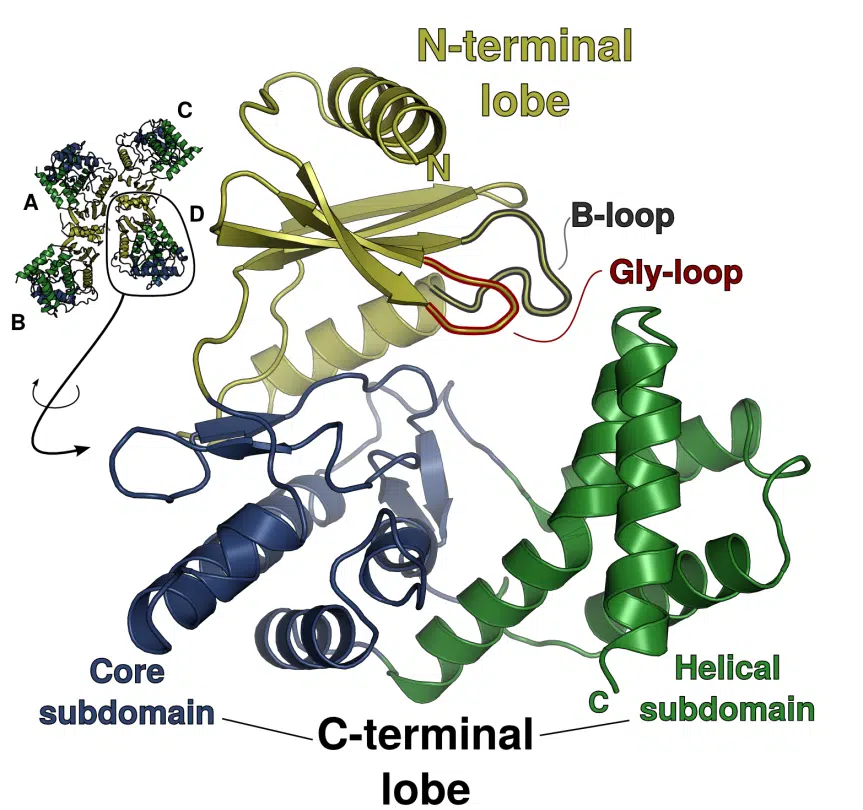 N-terminal
lobe
C
A
D
B
N
B-loop
Gly-loop
Core
subdomain
C-terminal
lobe
C
Helical
subdomain